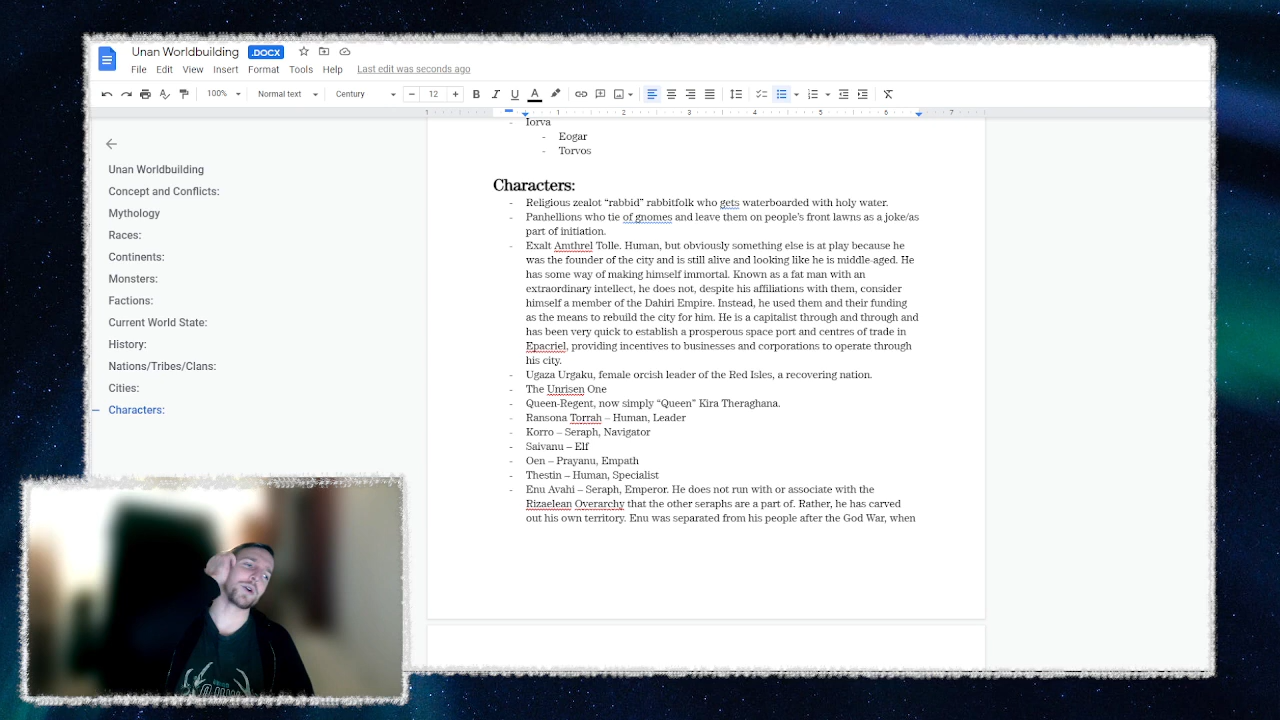 Unan Worldbuilding .DOCX
File Edit View Insert Format Tools Help Last edit was seconds ago
100% Normal text Century 12 B I U A
1 1 2 3 4 5 6 7
Unan Worldbuilding
Concept and Conflicts:
Mythology
Races:
Continents:
Monsters:
Factions:
Current World State:
History:
Nations/Tribes/Clans:
Cities:
Characters:
- Iorva
- Eogar
- Torvos
Characters:
- Religious zealot “rabbid” rabbitfolk who gets waterboarded with holy water.
- Panhellions who tie of gnomes and leave them on people’s front lawns as a joke/as
part of initiation.
- Exalt Amthrel Tolle. Human, but obviously something else is at play because he
was the founder of the city and is still alive and looking like he is middle-aged. He
has some way of making himself immortal. Known as a fat man with an
extraordinary intellect, he does not, despite his affiliations with them, consider
himself a member of the Dahiri Empire. Instead, he used them and their funding
as the means to rebuild the city for him. He is a capitalist through and through and
has been very quick to establish a prosperous space port and centres of trade in
Epacriel, providing incentives to businesses and corporations to operate through
his city.
- Ugaza Urgaku, female orcish leader of the Red Isles, a recovering nation.
- The Unrisen One
- Queen-Regent, now simply “Queen” Kira Theraghana.
- Ransona Torrah – Human, Leader
- Korro – Seraph, Navigator
- Saivanu – Elf
- Oen – Prayanu, Empath
- Thestin – Human, Specialist
- Enu Avahi – Seraph, Emperor. He does not run with or associate with the
Rizaelean Overarchy that the other seraphs are a part of. Rather, he has carved
out his own territory. Enu was separated from his people after the God War, when